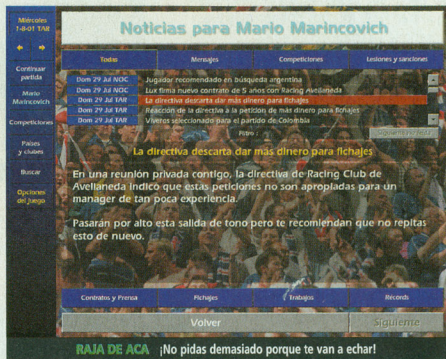 Miércoles
1-8-01 TAR
Noticias para Mario Marincovich
Todas
Mensajes
Competiciones
Lesiones y sanciones
Continuar partida
Mario Marincovich
Competiciones
Países y clubes
Buscar
Opciones del juego
Dom 29 Jul NOC Jugador recomendado en búsqueda argentina
Dom 29 Jul NOC Lux firma nuevo contrato de 5 años con Racing Avellaneda
Dom 29 Jul TAR La directiva descarta dar más dinero para fichajes
Dom 29 Jul TAR Reacción de la directiva a la petición de más dinero para fichajes
Dom 29 Jul TAR Viveros seleccionado para el partido de Colombia
Filtro :
La directiva descarta dar más dinero para fichajes
En una reunión privada contigo, la directiva de Racing Club de
Avellaneda indicó que estas peticiones no son apropiadas para un
manager de tan poca experiencia.
Pasarán por alto esta salida de tono pero te recomiendan que no repitas
esto de nuevo.
Contratos y Prensa
Fichajes
Trabajos
Récords
Volver
Siguiente
RAJA DE ACA ¡No pidas demasiado porque te van a echar!